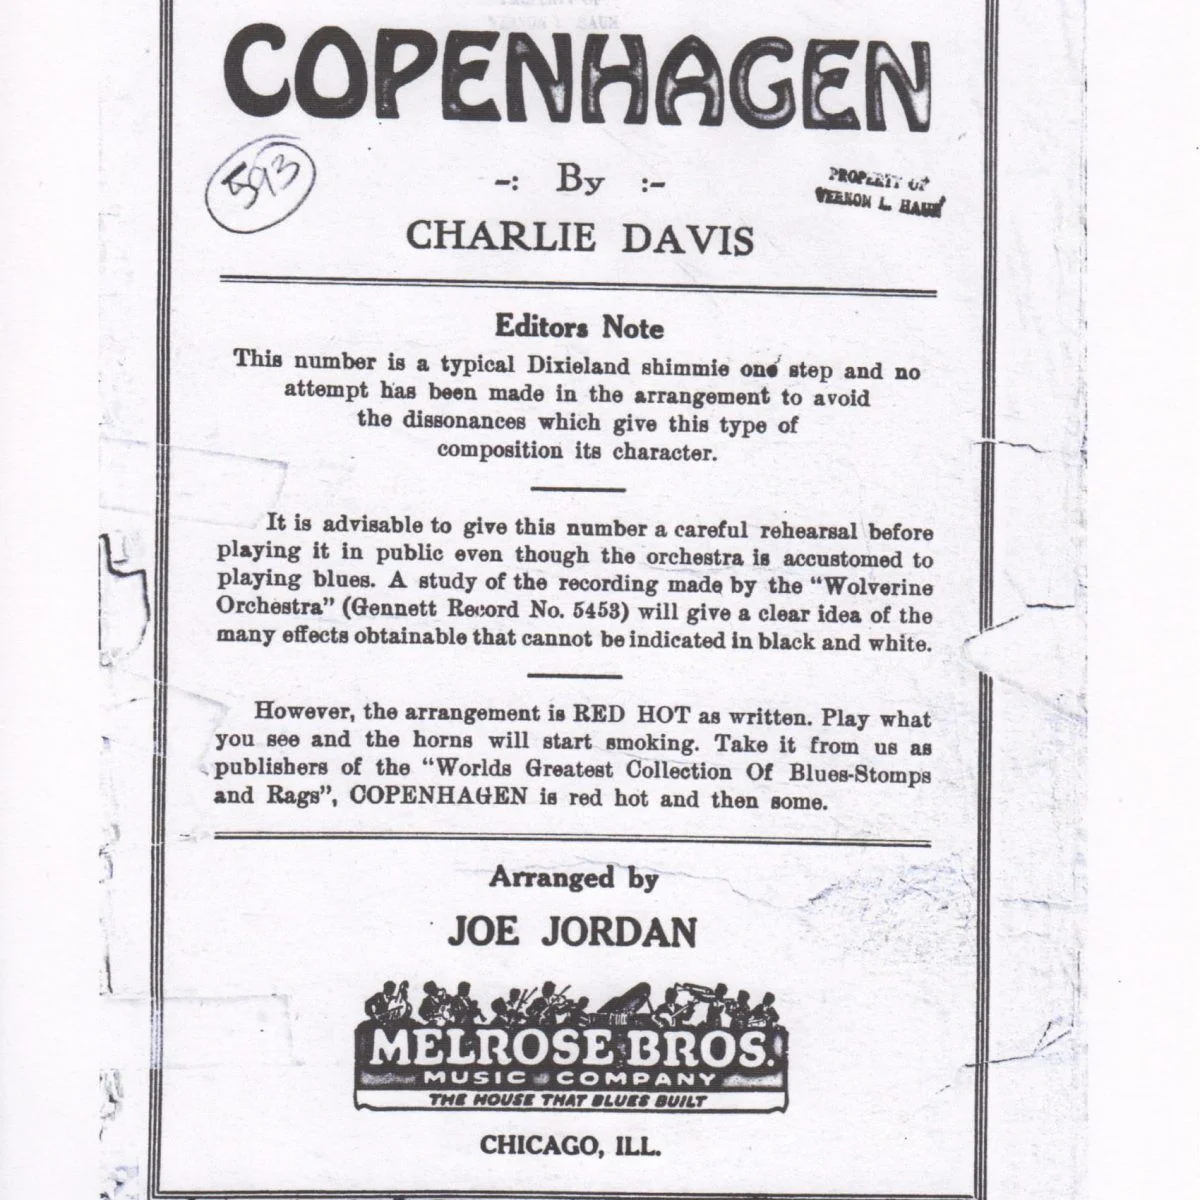 COPENHAGEN
593
-: By :-
PROPERTY OF
VERNON L. HAUN
CHARLIE DAVIS
Editors Note
This number is a typical Dixieland shimmie one step and no
attempt has been made in the arrangement to avoid
the dissonances which give this type of
composition its character.
It is advisable to give this number a careful rehearsal before
playing it in public even though the orchestra is accustomed to
playing blues. A study of the recording made by the “Wolverine
Orchestra” (Gennett Record No. 5453) will give a clear idea of the
many effects obtainable that cannot be indicated in black and white.
However, the arrangement is RED HOT as written. Play what
you see and the horns will start smoking. Take it from us as
publishers of the “Worlds Greatest Collection Of Blues-Stomps
and Rags”, COPENHAGEN is red hot and then some.
Arranged by
JOE JORDAN
MELROSE BROS.
MUSIC COMPANY
THE HOUSE THAT BLUES BUILT
CHICAGO, ILL.